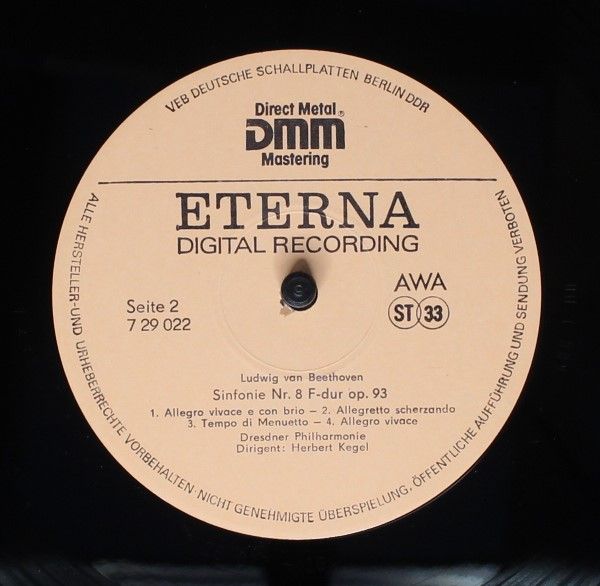 VEB DEUTSCHE SCHALLPLATTEN BERLIN DDR
Direct Metal ®
DMM
Mastering
ETERNA
DIGITAL RECORDING
Seite 2
7 29 022
AWA
ST 33
Ludwig van Beethoven
Sinfonie Nr. 8 F-dur op. 93
1. Allegro vivace e con brio – 2. Allegretto scherzando
3. Tempo di Menuetto – 4. Allegro vivace
Dresdner Philharmonie
Dirigent: Herbert Kegel
ALLE HERSTELLER-UND URHEBERRECHTE VORBEHALTEN·NICHT GENEHMIGTE ÜBERSPIELUNG, ÖFFENTLICHE AUFFÜHRUNG UND SENDUNG VERBOTEN